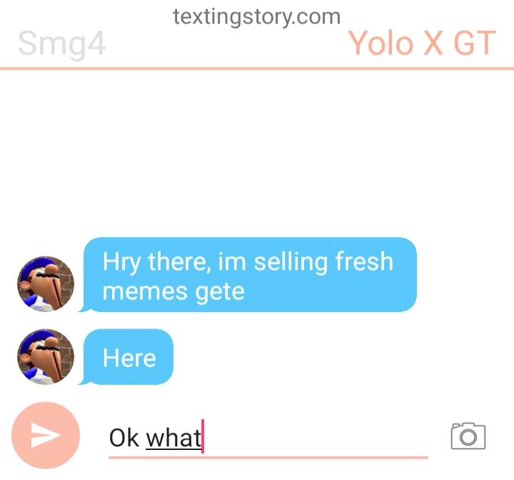 textingstory.com
Smg4
Yolo X GT
Hry there, im selling fresh
memes gete
Here
Ok what